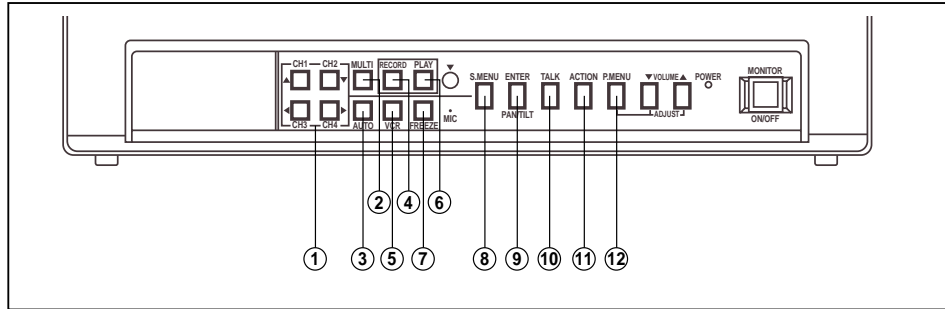 CH1 CH2 MULTI RECORD PLAY ▼
▲ ▼
◀ ▶
CH3 CH4 AUTO VCR FREEZE MIC
S.MENU ENTER TALK ACTION P.MENU ▼VOLUME▲ POWER MONITOR
PAN/TILT ADJUST ON/OFF
2 4 6
1 3 5 7 8 9 10 11 12